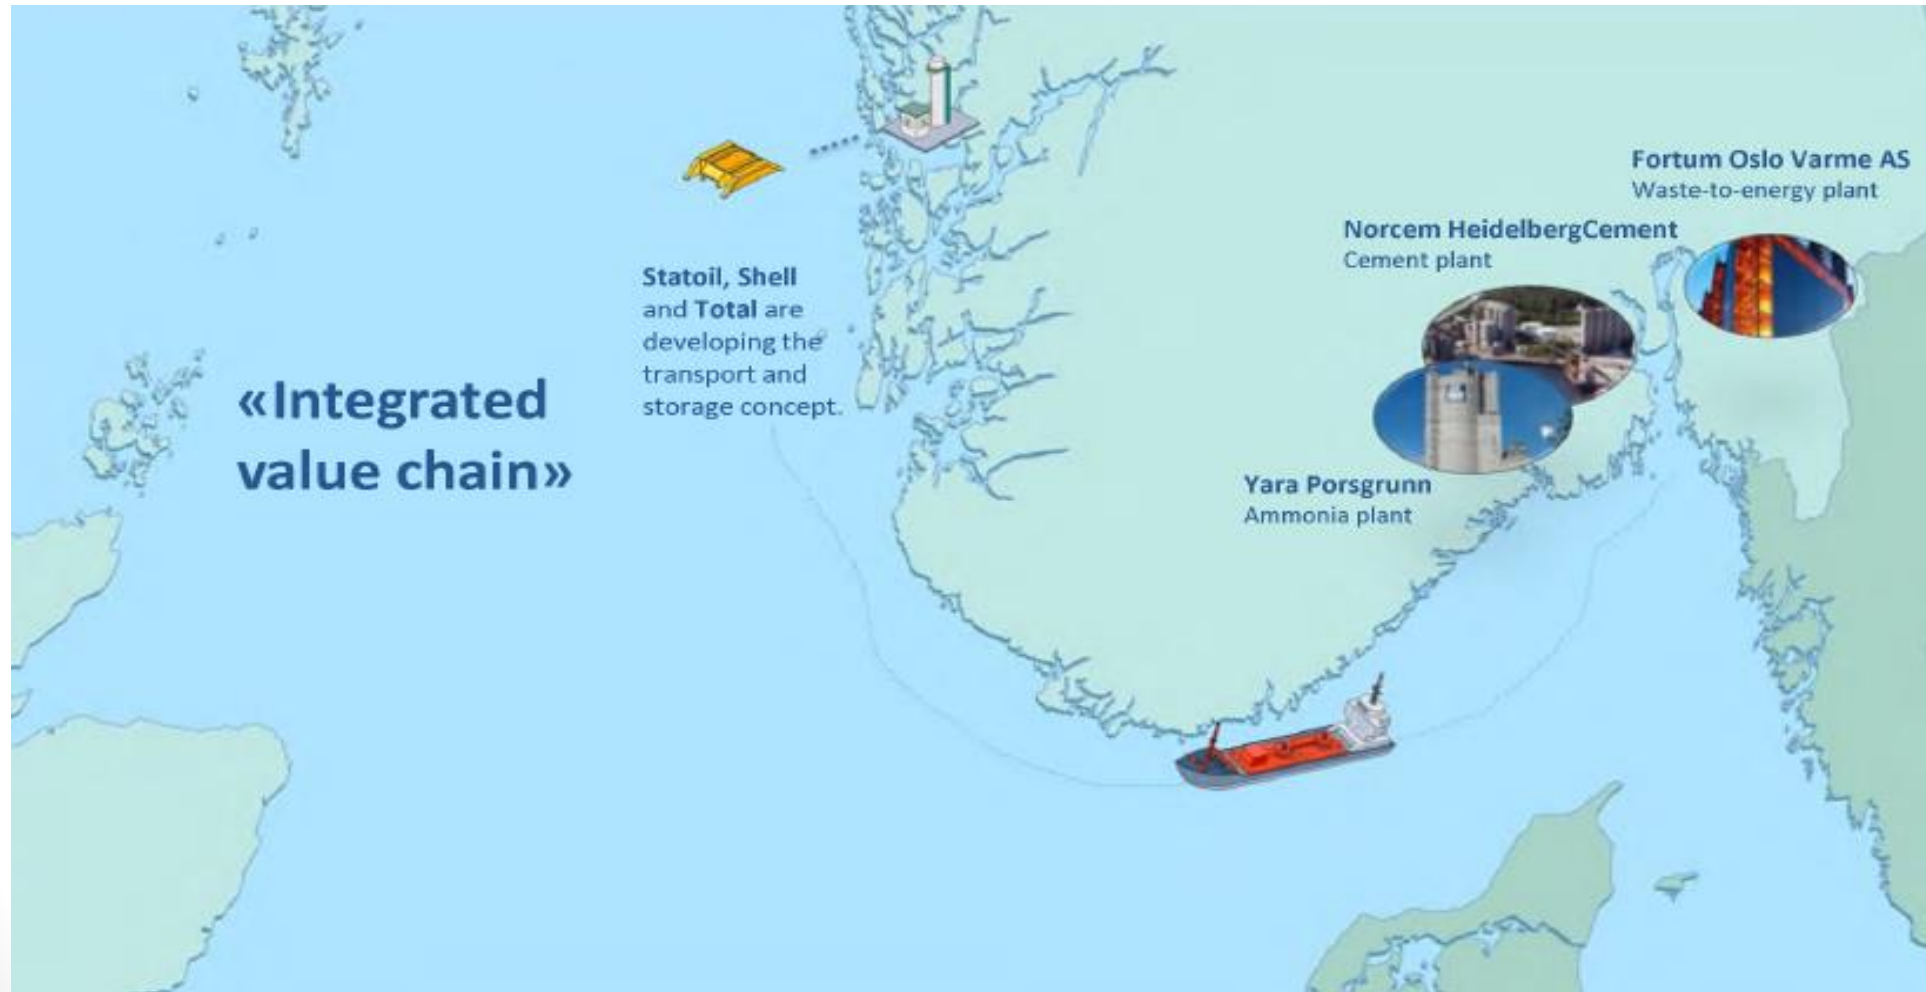 Fortum Oslo Varme AS
Waste-to-energy plant
Norcem HeidelbergCement
Cement plant
Statoil, Shell
and Total are
developing the
transport and
storage concept.
«Integrated
value chain»
Yara Porsgrunn
Ammonia plant